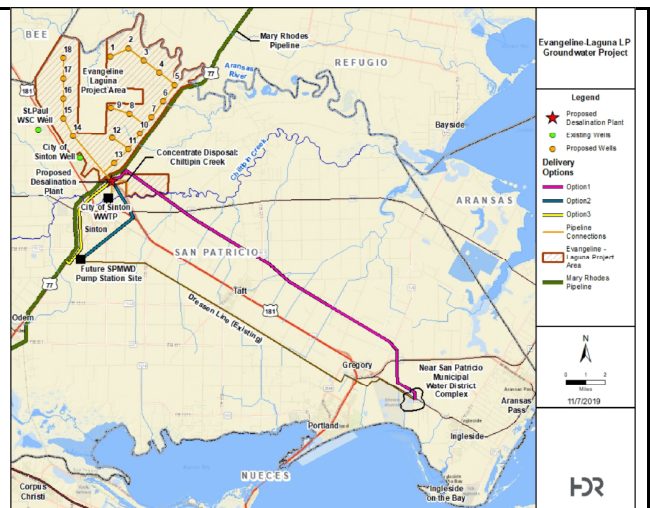 BEE
Mary Rhodes
Pipeline
77
REFUGIO
Aransas
River
18
1
2
3
4
5
17
Evangeline
Laguna
Project Area
181
16
6
7
St.Paul
WSC Well
15
9
8
10
11
14
12
City of
Sinton Well
13
Concentrate Disposal:
Chiltipin Creek
Proposed
Desalination
Plant
Chiltipin Creek
Bayside
ARANSAS
City of Sinton
WWTP
Sinton
SAN PATRICIO
Future SPMWD
Pump Station Site
77
Taft
181
Dressen Line (Existing)
Odem
Gregory
Near San Patricio
Municipal
Water District
Complex
Aransas
Pass
Portland
Ingleside
NUECES
Corpus
Christi
Ingleside
on the Bay
Evangeline-Laguna LP
Groundwater Project
Legend
Proposed
Desalination Plant
Existing Wells
Proposed Wells
Delivery
Options
Option1
Option2
Option3
Pipeline
Connections
Evangeline -
Laguna Project
Area
Mary Rhodes
Pipeline
N
0 1 2
Miles
11/7/2019
HDR